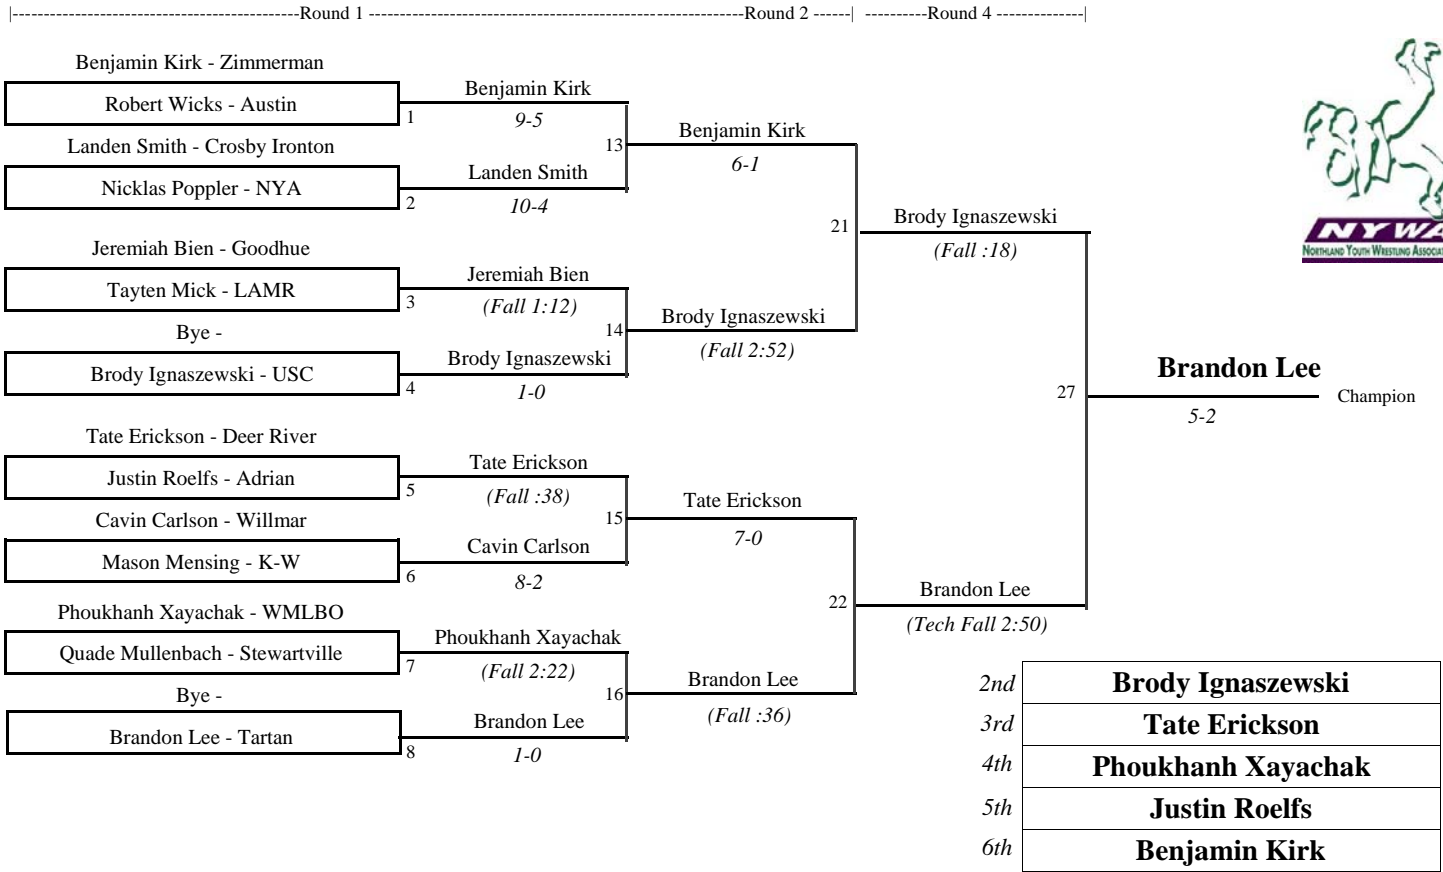 |----------------------------------------------Round 1 -------------------------------------------------------------Round 2 ------| ----------Round 4 --------------|
Benjamin Kirk - Zimmerman
Robert Wicks - Austin
1
Benjamin Kirk
9-5
Landen Smith - Crosby Ironton
Nicklas Poppler - NYA
2
Landen Smith
10-4
13
Benjamin Kirk
6-1
Jeremiah Bien - Goodhue
Tayten Mick - LAMR
3
Jeremiah Bien
(Fall 1:12)
Bye -
Brody Ignaszewski - USC
4
Brody Ignaszewski
1-0
14
Brody Ignaszewski
(Fall 2:52)
21
Brody Ignaszewski
(Fall :18)
Tate Erickson - Deer River
Justin Roelfs - Adrian
5
Tate Erickson
(Fall :38)
Cavin Carlson - Willmar
Mason Mensing - K-W
6
Cavin Carlson
8-2
15
Tate Erickson
7-0
Phoukhanh Xayachak - WMLBO
Quade Mullenbach - Stewartville
7
Phoukhanh Xayachak
(Fall 2:22)
Bye -
Brandon Lee - Tartan
8
Brandon Lee
1-0
16
Brandon Lee
(Fall :36)
22
Brandon Lee
(Tech Fall 2:50)
27
Brandon Lee
Champion
5-2
NYWA
NORTHLAND YOUTH WRESTLING ASSOCIAT
2nd Brody Ignaszewski
3rd Tate Erickson
4th Phoukhanh Xayachak
5th Justin Roelfs
6th Benjamin Kirk